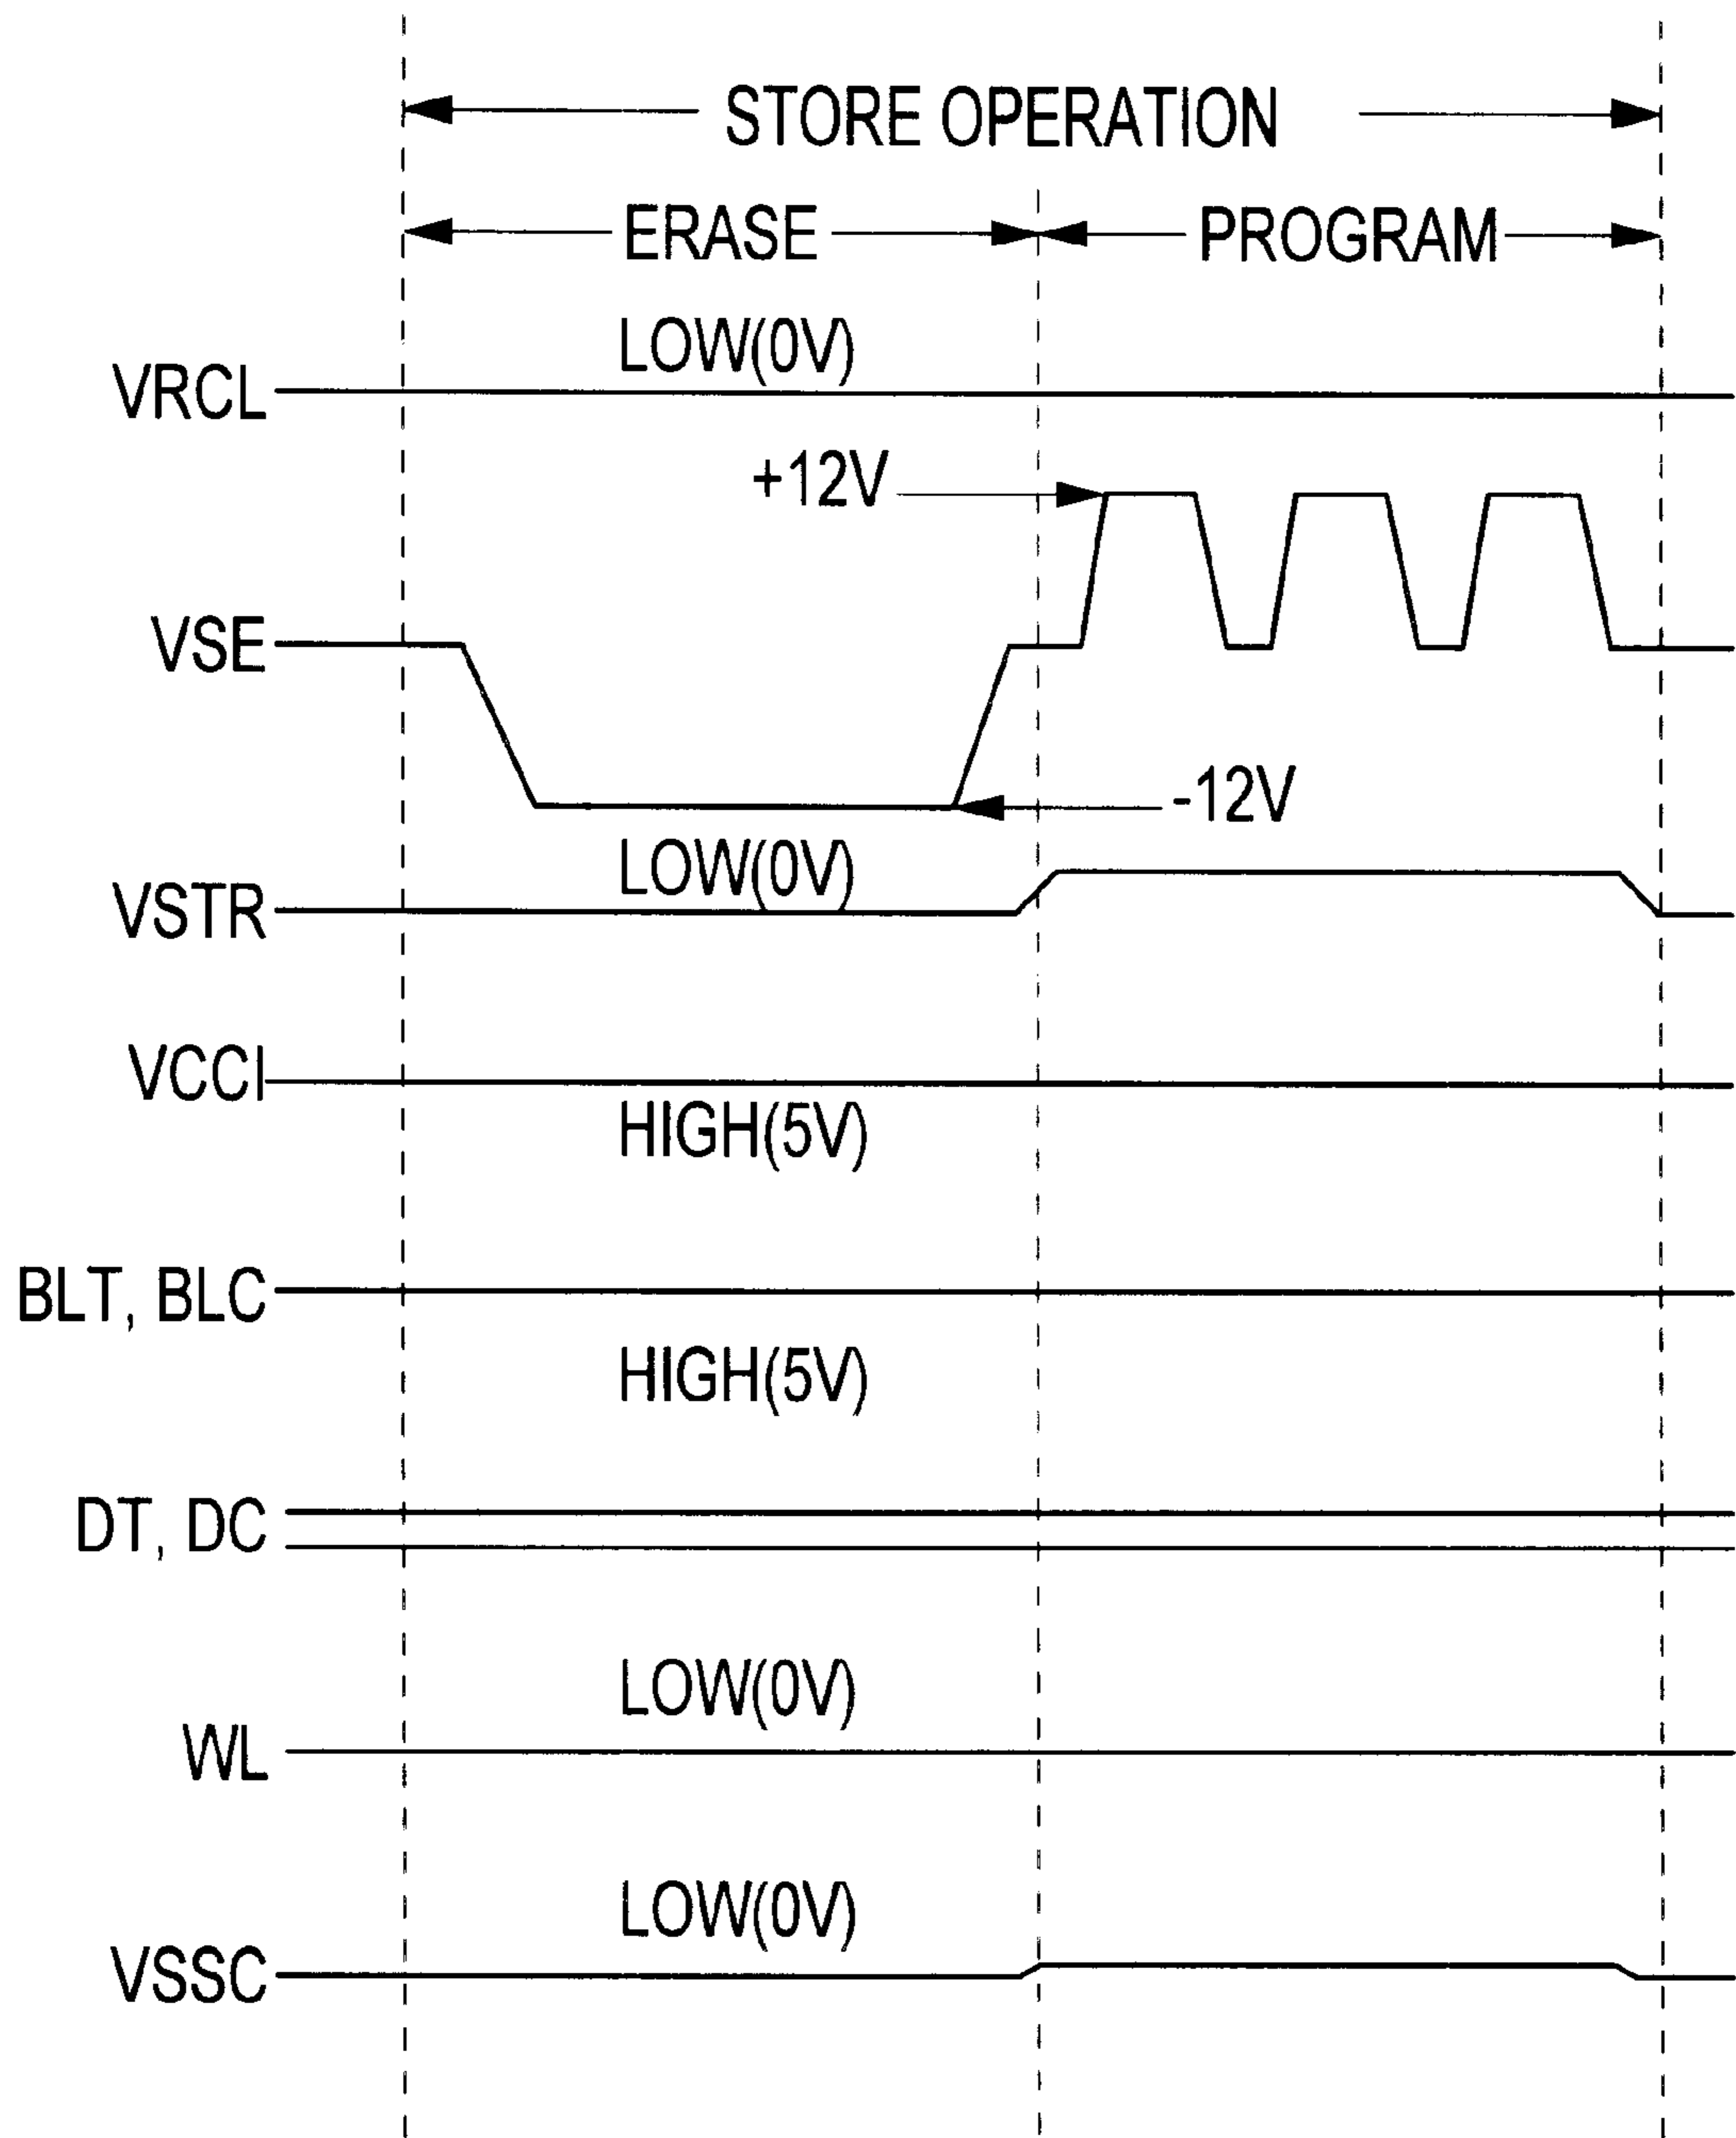 STORE OPERATION
ERASE PROGRAM
LOW(0V)
VRCL
+12V
VSE
-12V
LOW(0V)
VSTR
VCCI
HIGH(5V)
BLT, BLC
HIGH(5V)
DT, DC
LOW(0V)
WL
LOW(0V)
VSSC